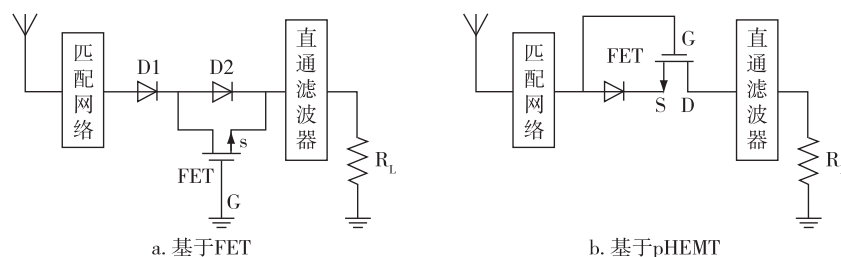 匹配网络
D1
D2
s
FET
G
直通滤波器
R_L
a. 基于FET
匹配网络
FET
G
S
D
直通滤波器
R
b. 基于pHEMT